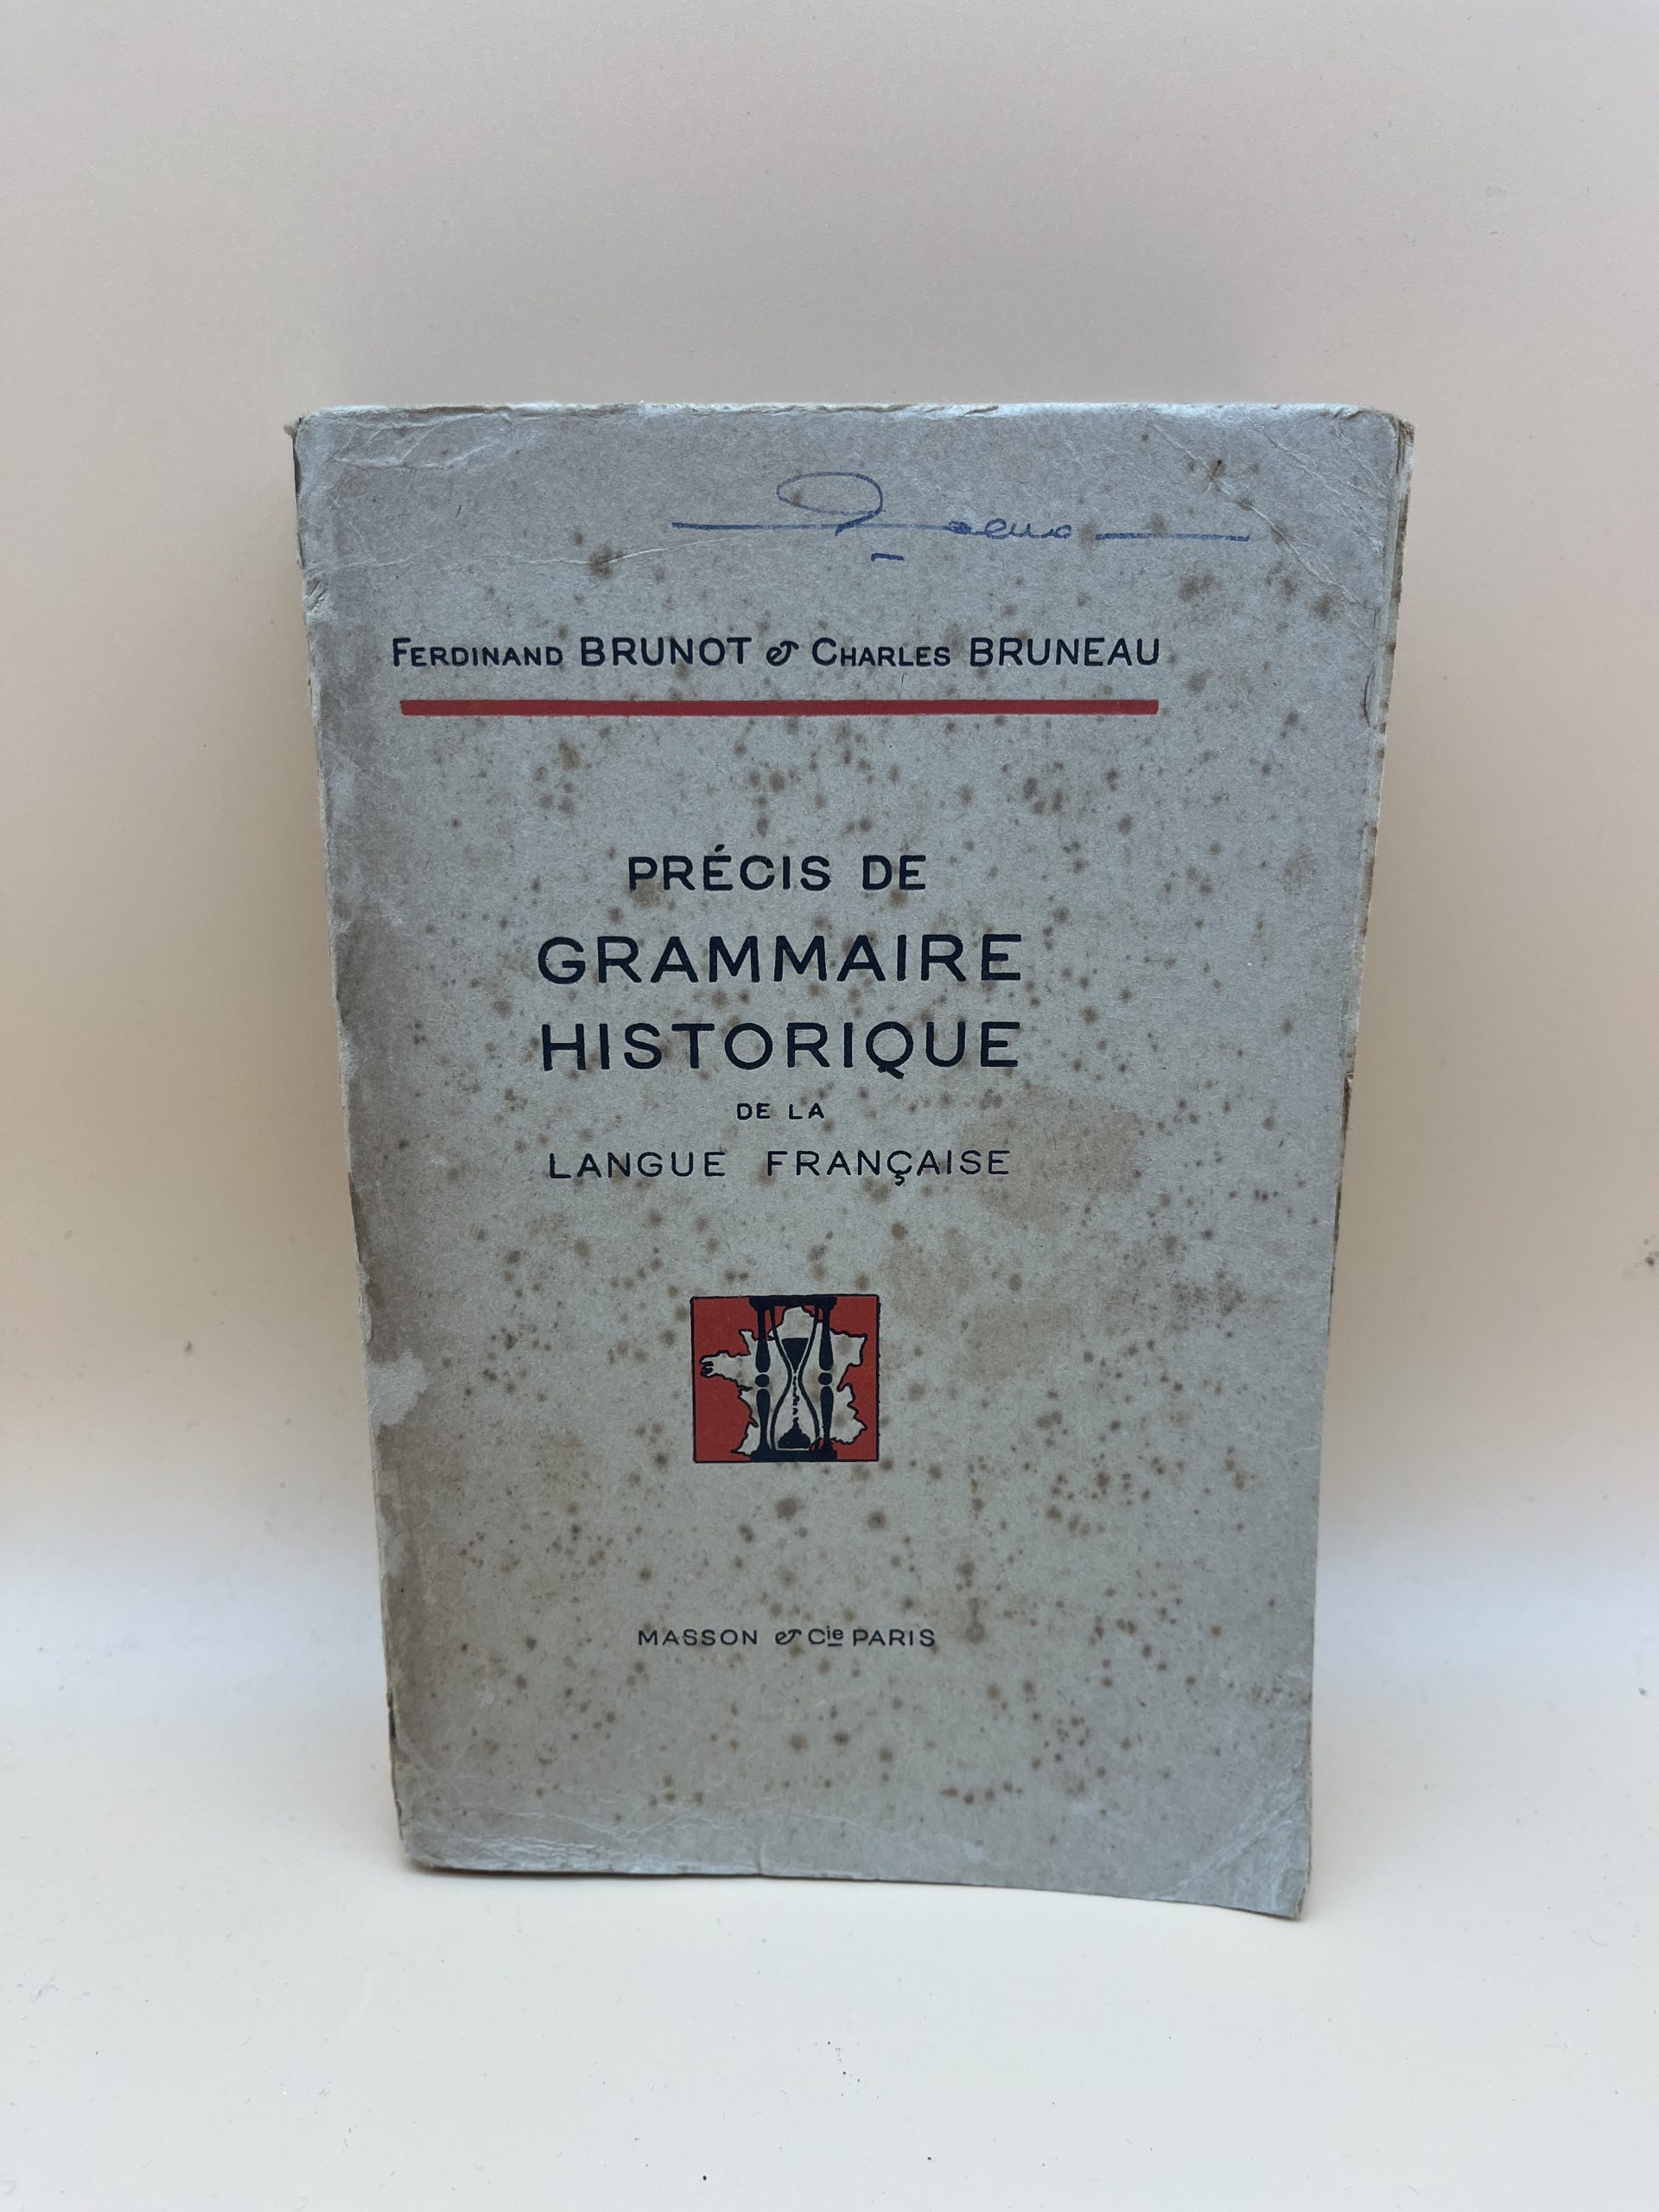 FERDINAND BRUNOT & CHARLES BRUNEAU
PRÉCIS DE
GRAMMAIRE
HISTORIQUE
DE LA
LANGUE FRANÇAISE
MASSON & Cie PARIS